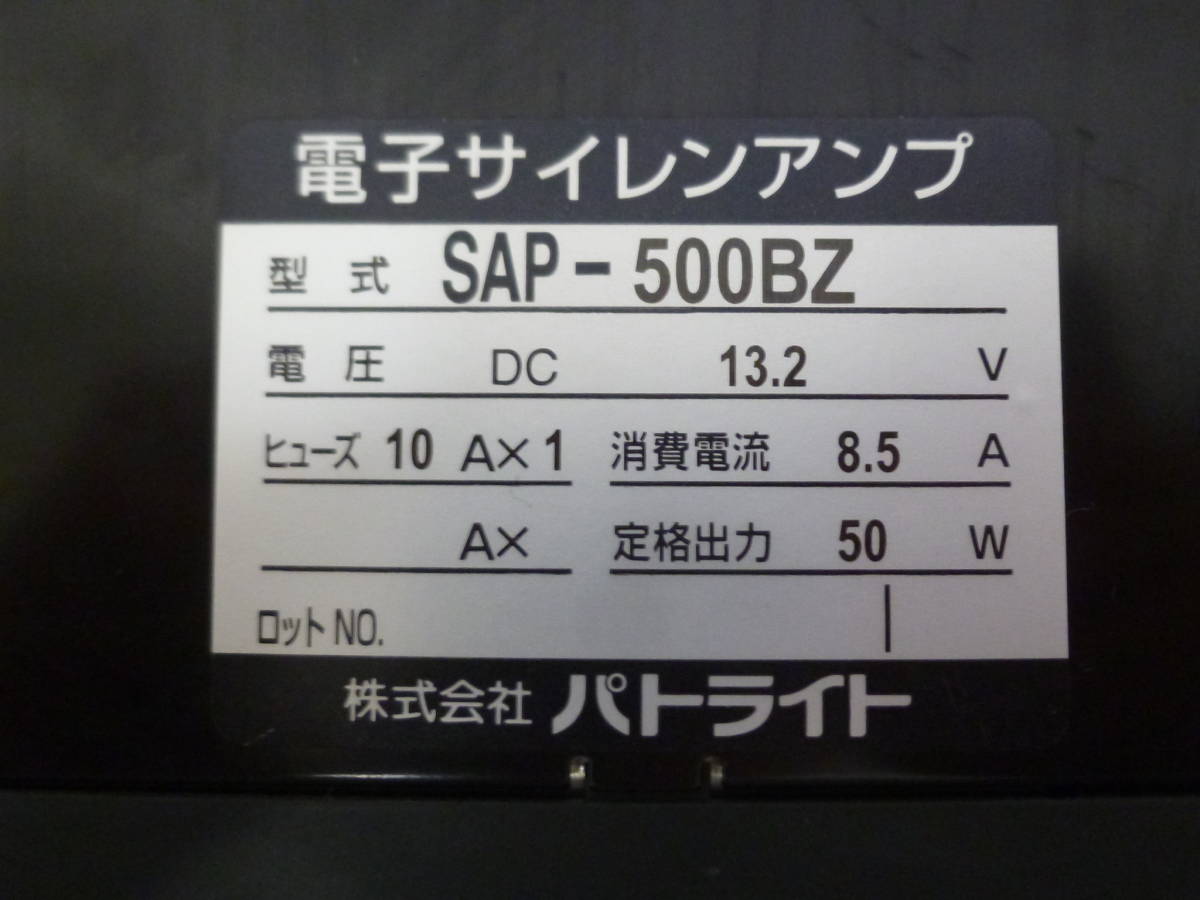 電子サイレンアンプ
型式 SAP-500BZ
電圧 DC 13.2 V
ヒューズ 10 A×1 消費電流 8.5 A
A× 定格出力 50 W
ロットNO.
株式会社 パトライト